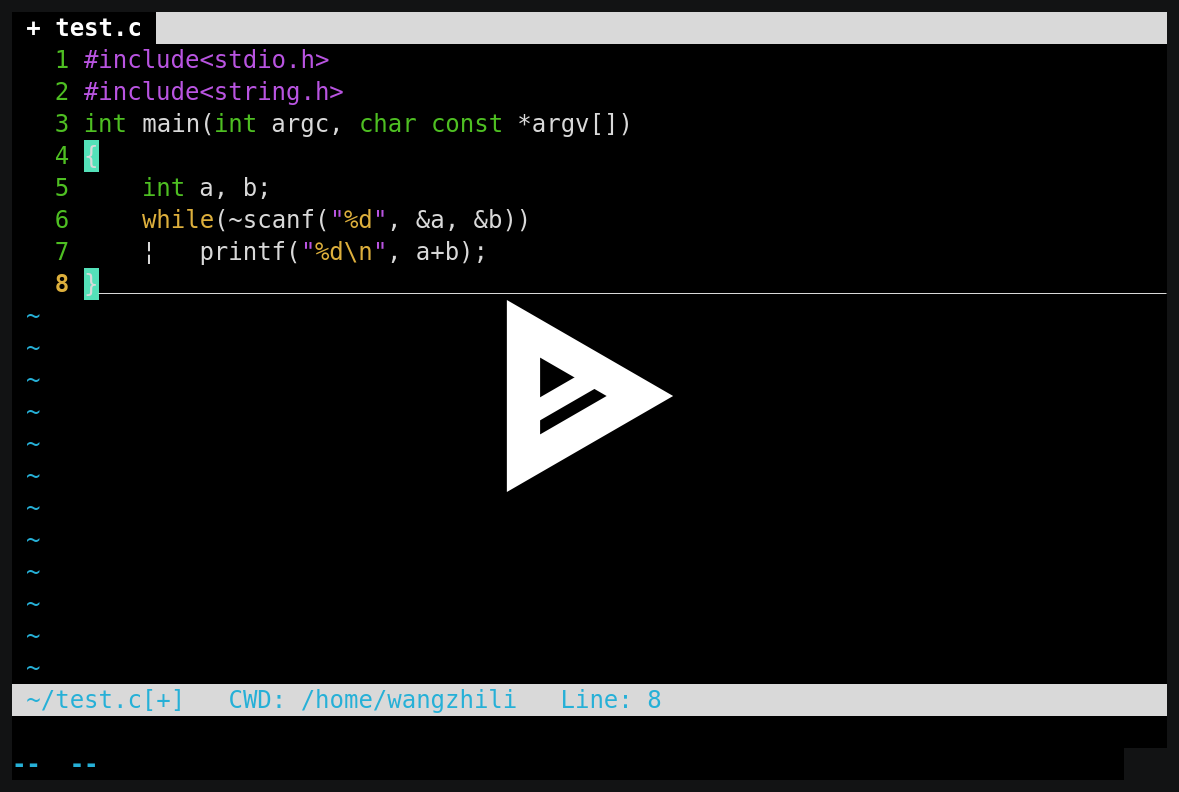 + test.c
1 #include<stdio.h>
2 #include<string.h>
3 int main(int argc, char const *argv[])
4 {
5     int a, b;
6     while(~scanf("%d", &a, &b))
7     ¦   printf("%d\n", a+b);
8 }
~
~
~
~
~
~
~
~
~
~
~
~
~/test.c[+]   CWD: /home/wangzhili   Line: 8
--  --